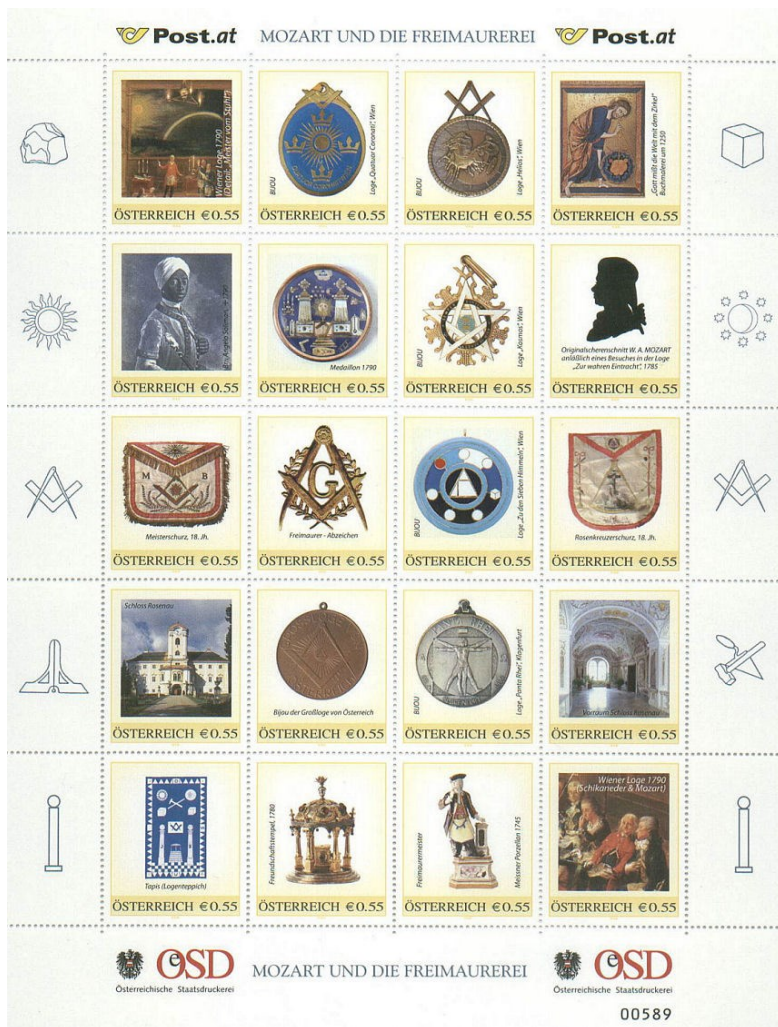 Post.at MOZART UND DIE FREIMAUREREI Post.at
Wiener Loge 1790
(Detail: „Meister vom Stuhl“)
ÖSTERREICH € 0.55
BIJOU
Loge „Quatuor Coronati“, Wien
ÖSTERREICH € 0.55
BIJOU
Loge „Helios“, Wien
ÖSTERREICH € 0.55
„Gott mißt die Welt mit dem Zirkel“
Buchmalerei um 1250
ÖSTERREICH € 0.55
ÖSTERREICH € 0.55
Medaillon 1790
ÖSTERREICH € 0.55
BIJOU
Loge „Kosmos“, Wien
ÖSTERREICH € 0.55
Originalscherenschnitt W. A. MOZART
anläßlich eines Besuches in der Loge
„Zur wahren Eintracht“, 1785
ÖSTERREICH € 0.55
M B
Meisterschurz, 18. Jh.
ÖSTERREICH € 0.55
G
Freimaurer - Abzeichen
ÖSTERREICH € 0.55
BIJOU
Loge „Zu den Sieben Himmeln“, Wien
ÖSTERREICH € 0.55
Rosenkreuzerschurz, 18. Jh.
ÖSTERREICH € 0.55
Schloss Rosenau
ÖSTERREICH € 0.55
Bijou der Großloge von Österreich
ÖSTERREICH € 0.55
BIJOU
PANTA RHEI
Loge „Panta Rhei“, Klagenfurt
ÖSTERREICH € 0.55
Vorraum Schloss Rosenau
ÖSTERREICH € 0.55
Tapis (Logenteppich)
ÖSTERREICH € 0.55
Freundschaftstempel, 1780
ÖSTERREICH € 0.55
Freimaurermeister
Meissner Porzellan 1745
ÖSTERREICH € 0.55
Wiener Loge 1790
(Schikaneder & Mozart)
ÖSTERREICH € 0.55
eOSD MOZART UND DIE FREIMAUREREI eOSD
Österreichische Staatsdruckerei Österreichische Staatsdruckerei
00589